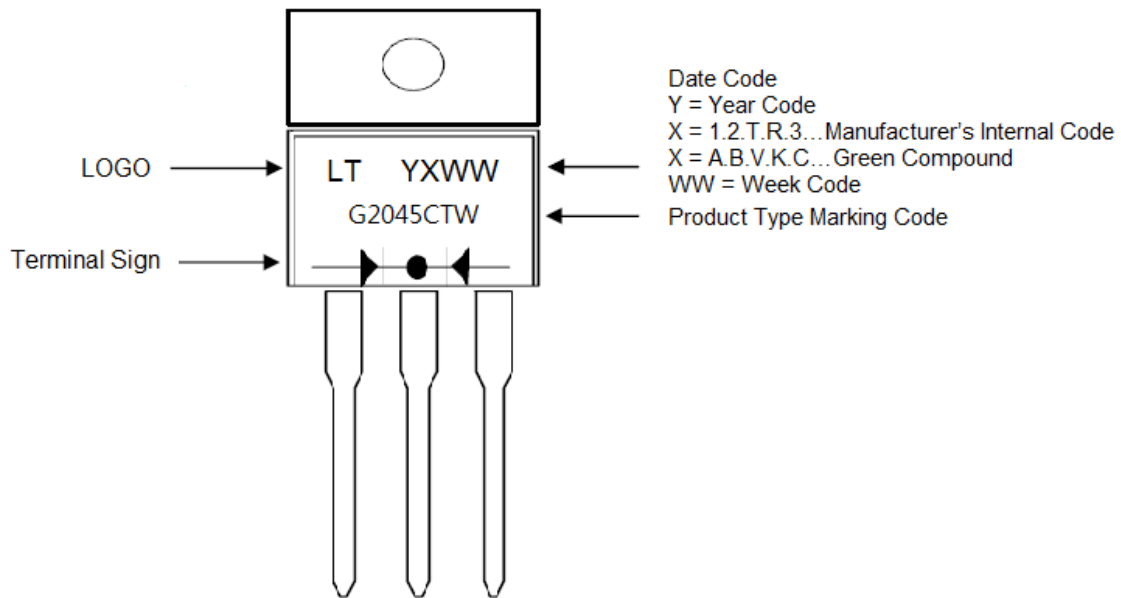 Date Code
Y = Year Code
X = 1.2.T.R.3...Manufacturer's Internal Code
X = A.B.V.K.C...Green Compound
WW = Week Code
LOGO
LT YXWW
G2045CTW
Product Type Marking Code
Terminal Sign